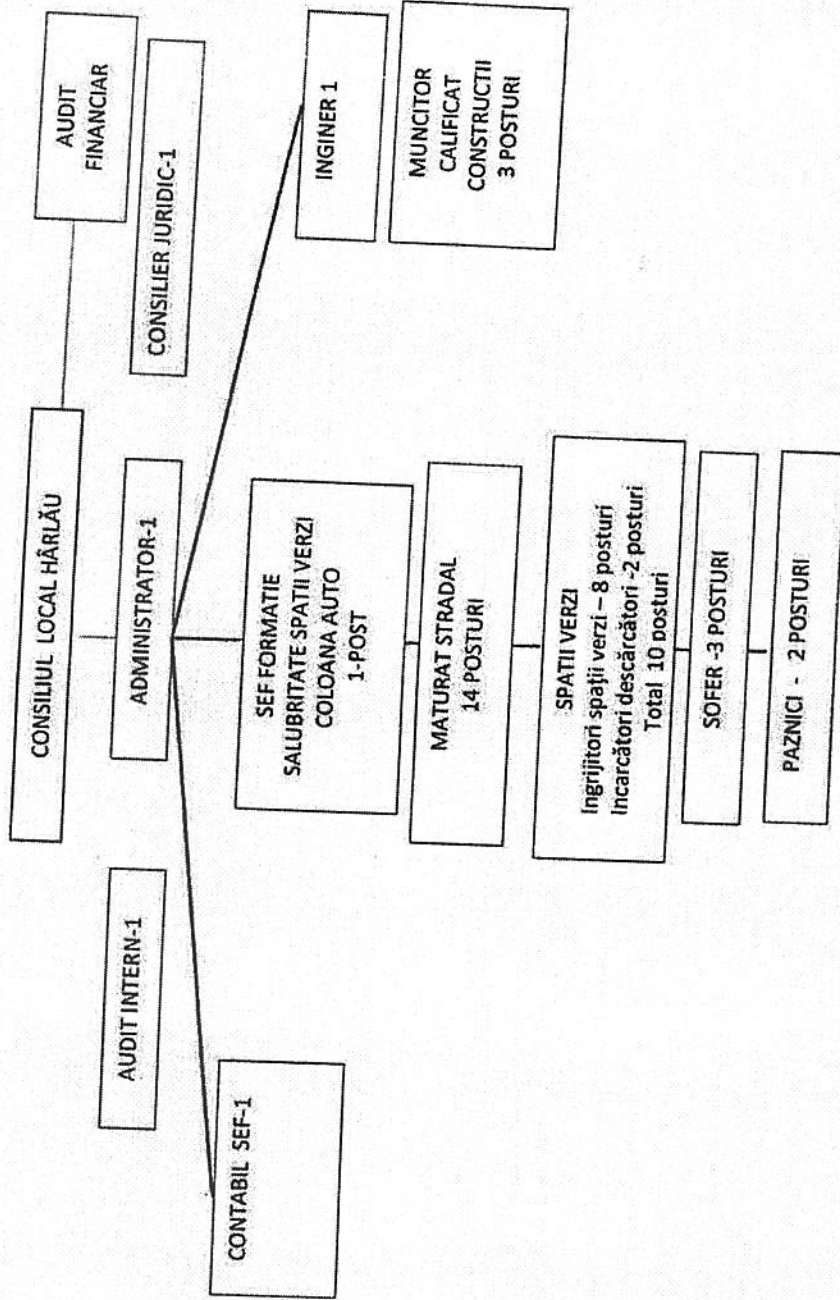 CONSILIUL LOCAL HÂRLĂU
AUDIT
FINANCIAR
AUDIT INTERN-1
ADMINISTRATOR-1
CONSILIER JURIDIC-1
CONTABIL SEF-1
SEF FORMATIE
SALUBRITATE SPATII VERZI
COLOANA AUTO
1-POST
INGINER 1
MUNCITOR
CALIFICAT
CONSTRUCTII
3 POSTURI
MATURAT STRADAL
14 POSTURI
SPATII VERZI
Ingrijitori spații verzi – 8 posturi
Incarcători descărcători -2 posturi
Total 10 posturi
SOFER -3 POSTURI
PAZNICI - 2 POSTURI